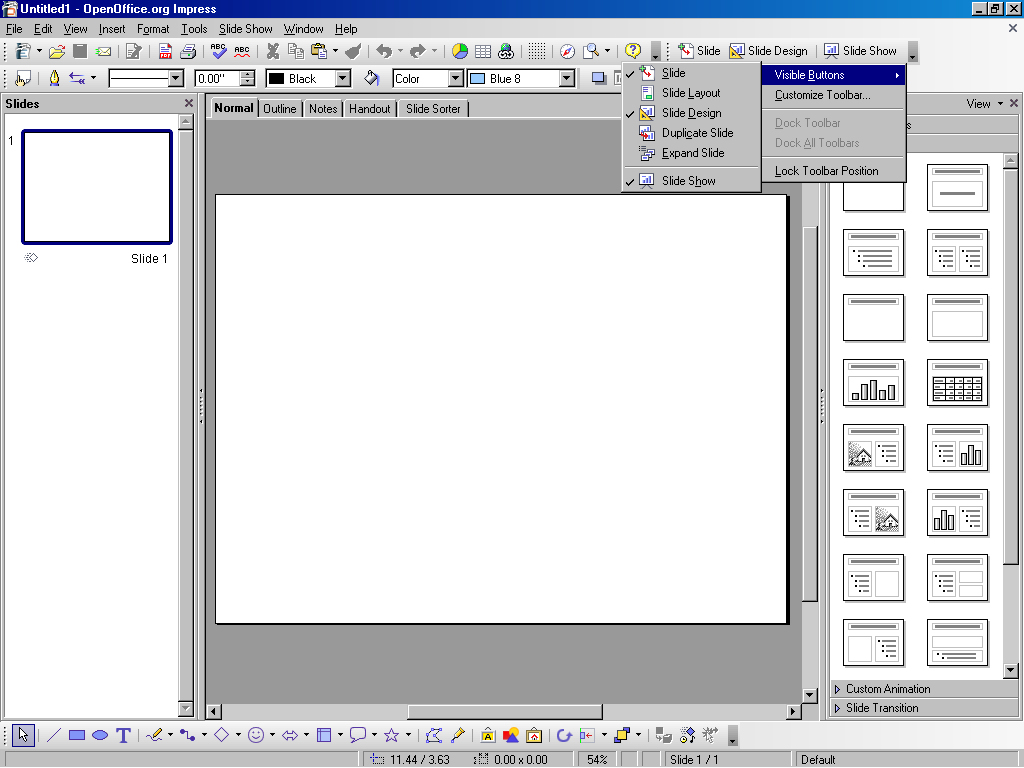 Untitled1 - OpenOffice.org Impress
File Edit View Insert Format Tools Slide Show Window Help
Slide Slide Design Slide Show
0.00" Black Color Blue 8
Slides
Normal Outline Notes Handout Slide Sorter
View
1
Slide 1
Slide
Slide Layout
Slide Design
Duplicate Slide
Expand Slide
Slide Show
Visible Buttons
Customize Toolbar...
Dock Toolbar
Dock All Toolbars
Lock Toolbar Position
Custom Animation
Slide Transition
11.44 / 3.63 0.00 x 0.00 54% Slide 1 / 1 Default